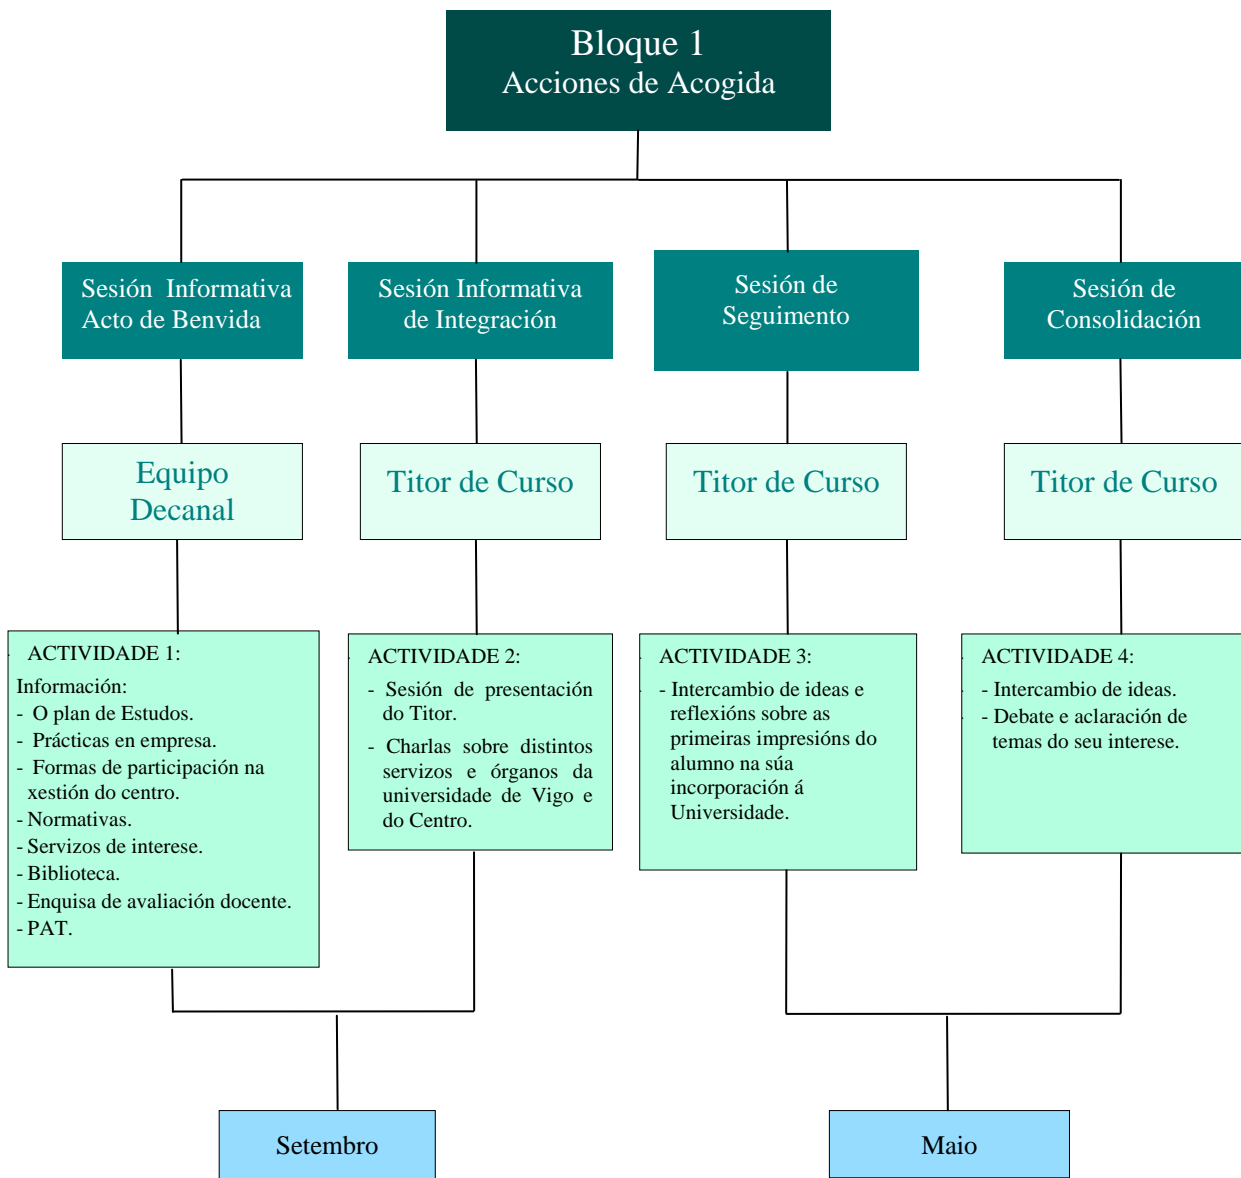 Bloque 1
Acciones de Acogida
Sesión Informativa
Acto de Benvida
Sesión Informativa
de Integración
Sesión de
Seguimento
Sesión de
Consolidación
Equipo
Decanal
Titor de Curso
Titor de Curso
Titor de Curso
ACTIVIDADE 1:
Información:
- O plan de Estudos.
- Prácticas en empresa.
- Formas de participación na
xestión do centro.
- Normativas.
- Servizos de interese.
- Biblioteca.
- Enquisa de avaliación docente.
- PAT.
ACTIVIDADE 2:
- Sesión de presentación
do Titor.
- Charlas sobre distintos
servizos e órganos da
universidade de Vigo e
do Centro.
ACTIVIDADE 3:
- Intercambio de ideas e
reflexións sobre as
primeiras impresións do
alumno na súa
incorporación á
Universidade.
ACTIVIDADE 4:
- Intercambio de ideas.
- Debate e aclaración de
temas do seu interese.
Setembro
Maio